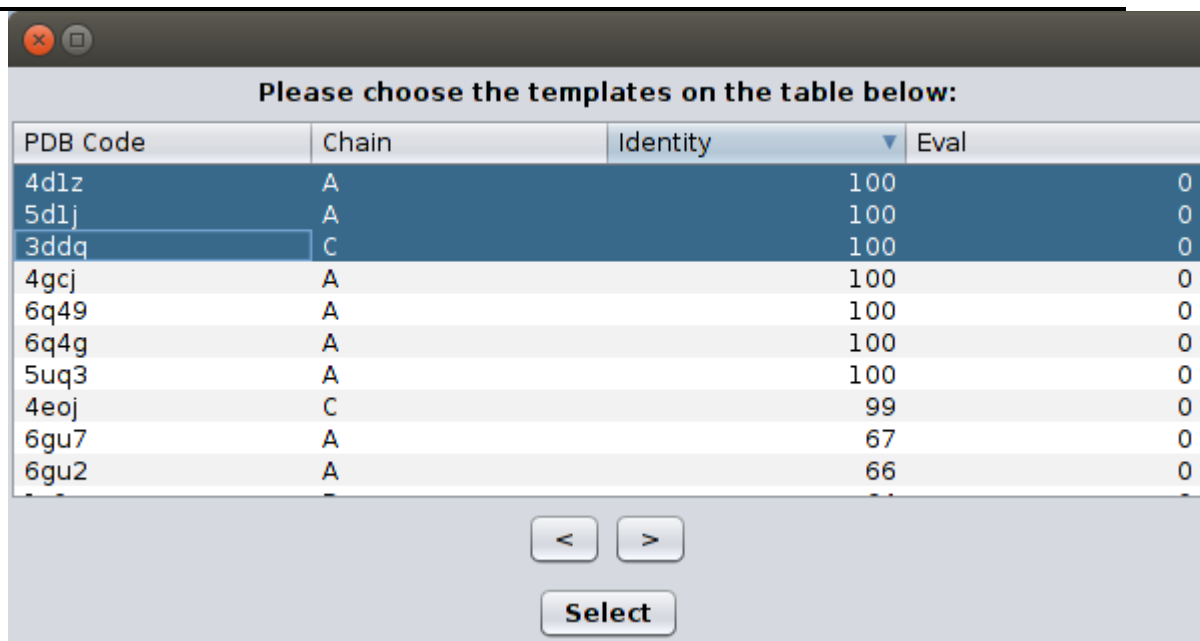 Please choose the templates on the table below:
PDB Code Chain Identity Eval
4d1z A 100 0
5d1j A 100 0
3ddq C 100 0
4gcj A 100 0
6q49 A 100 0
6q4g A 100 0
5uq3 A 100 0
4eoj C 99 0
6gu7 A 67 0
6gu2 A 66 0
< >
Select